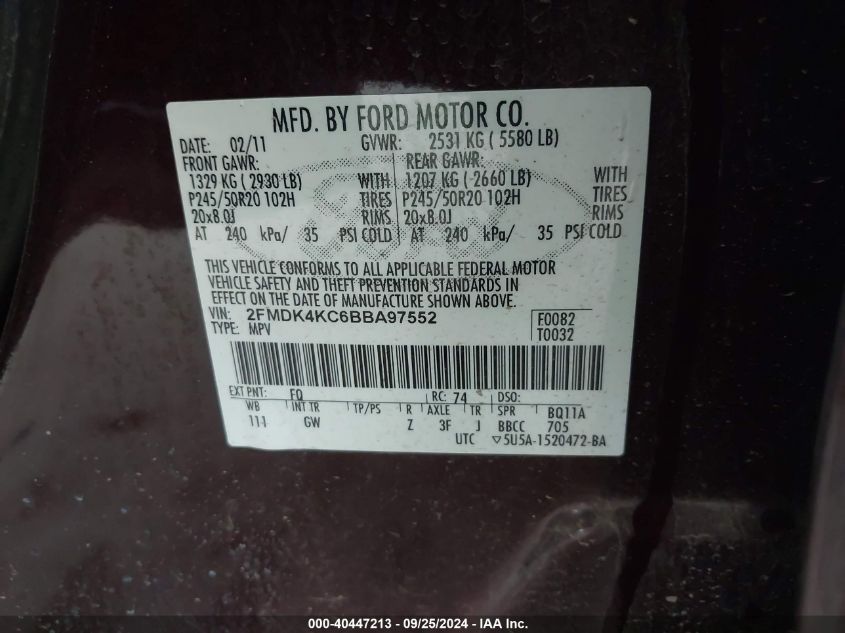 MFD. BY FORD MOTOR CO.
DATE: 02/11 GVWR: 2531 KG ( 5580 LB)
FRONT GAWR: REAR GAWR:
1329 KG ( 2930 LB) WITH 1207 KG ( 2660 LB) WITH
P245/50R20 102H TIRES P245/50R20 102H TIRES
20x8.0J RIMS 20x8.0J RIMS
AT 240 kPa/ 35 PSI COLD AT 240 kPa/ 35 PSI COLD
THIS VEHICLE CONFORMS TO ALL APPLICABLE FEDERAL MOTOR
VEHICLE SAFETY AND THEFT PREVENTION STANDARDS IN
EFFECT ON THE DATE OF MANUFACTURE SHOWN ABOVE.
VIN: 2FMDK4KC6BBA97552 F0082
TYPE: MPV T0032
EXT PNT: FQ RC: 74 DSO:
WB INT TR TP/PS R AXLE TR SPR BQ11A
111 GW Z 3F J BBCC 705
UTC ▽5U5A-1520472-BA
000-40447213 - 09/25/2024 - IAA Inc.